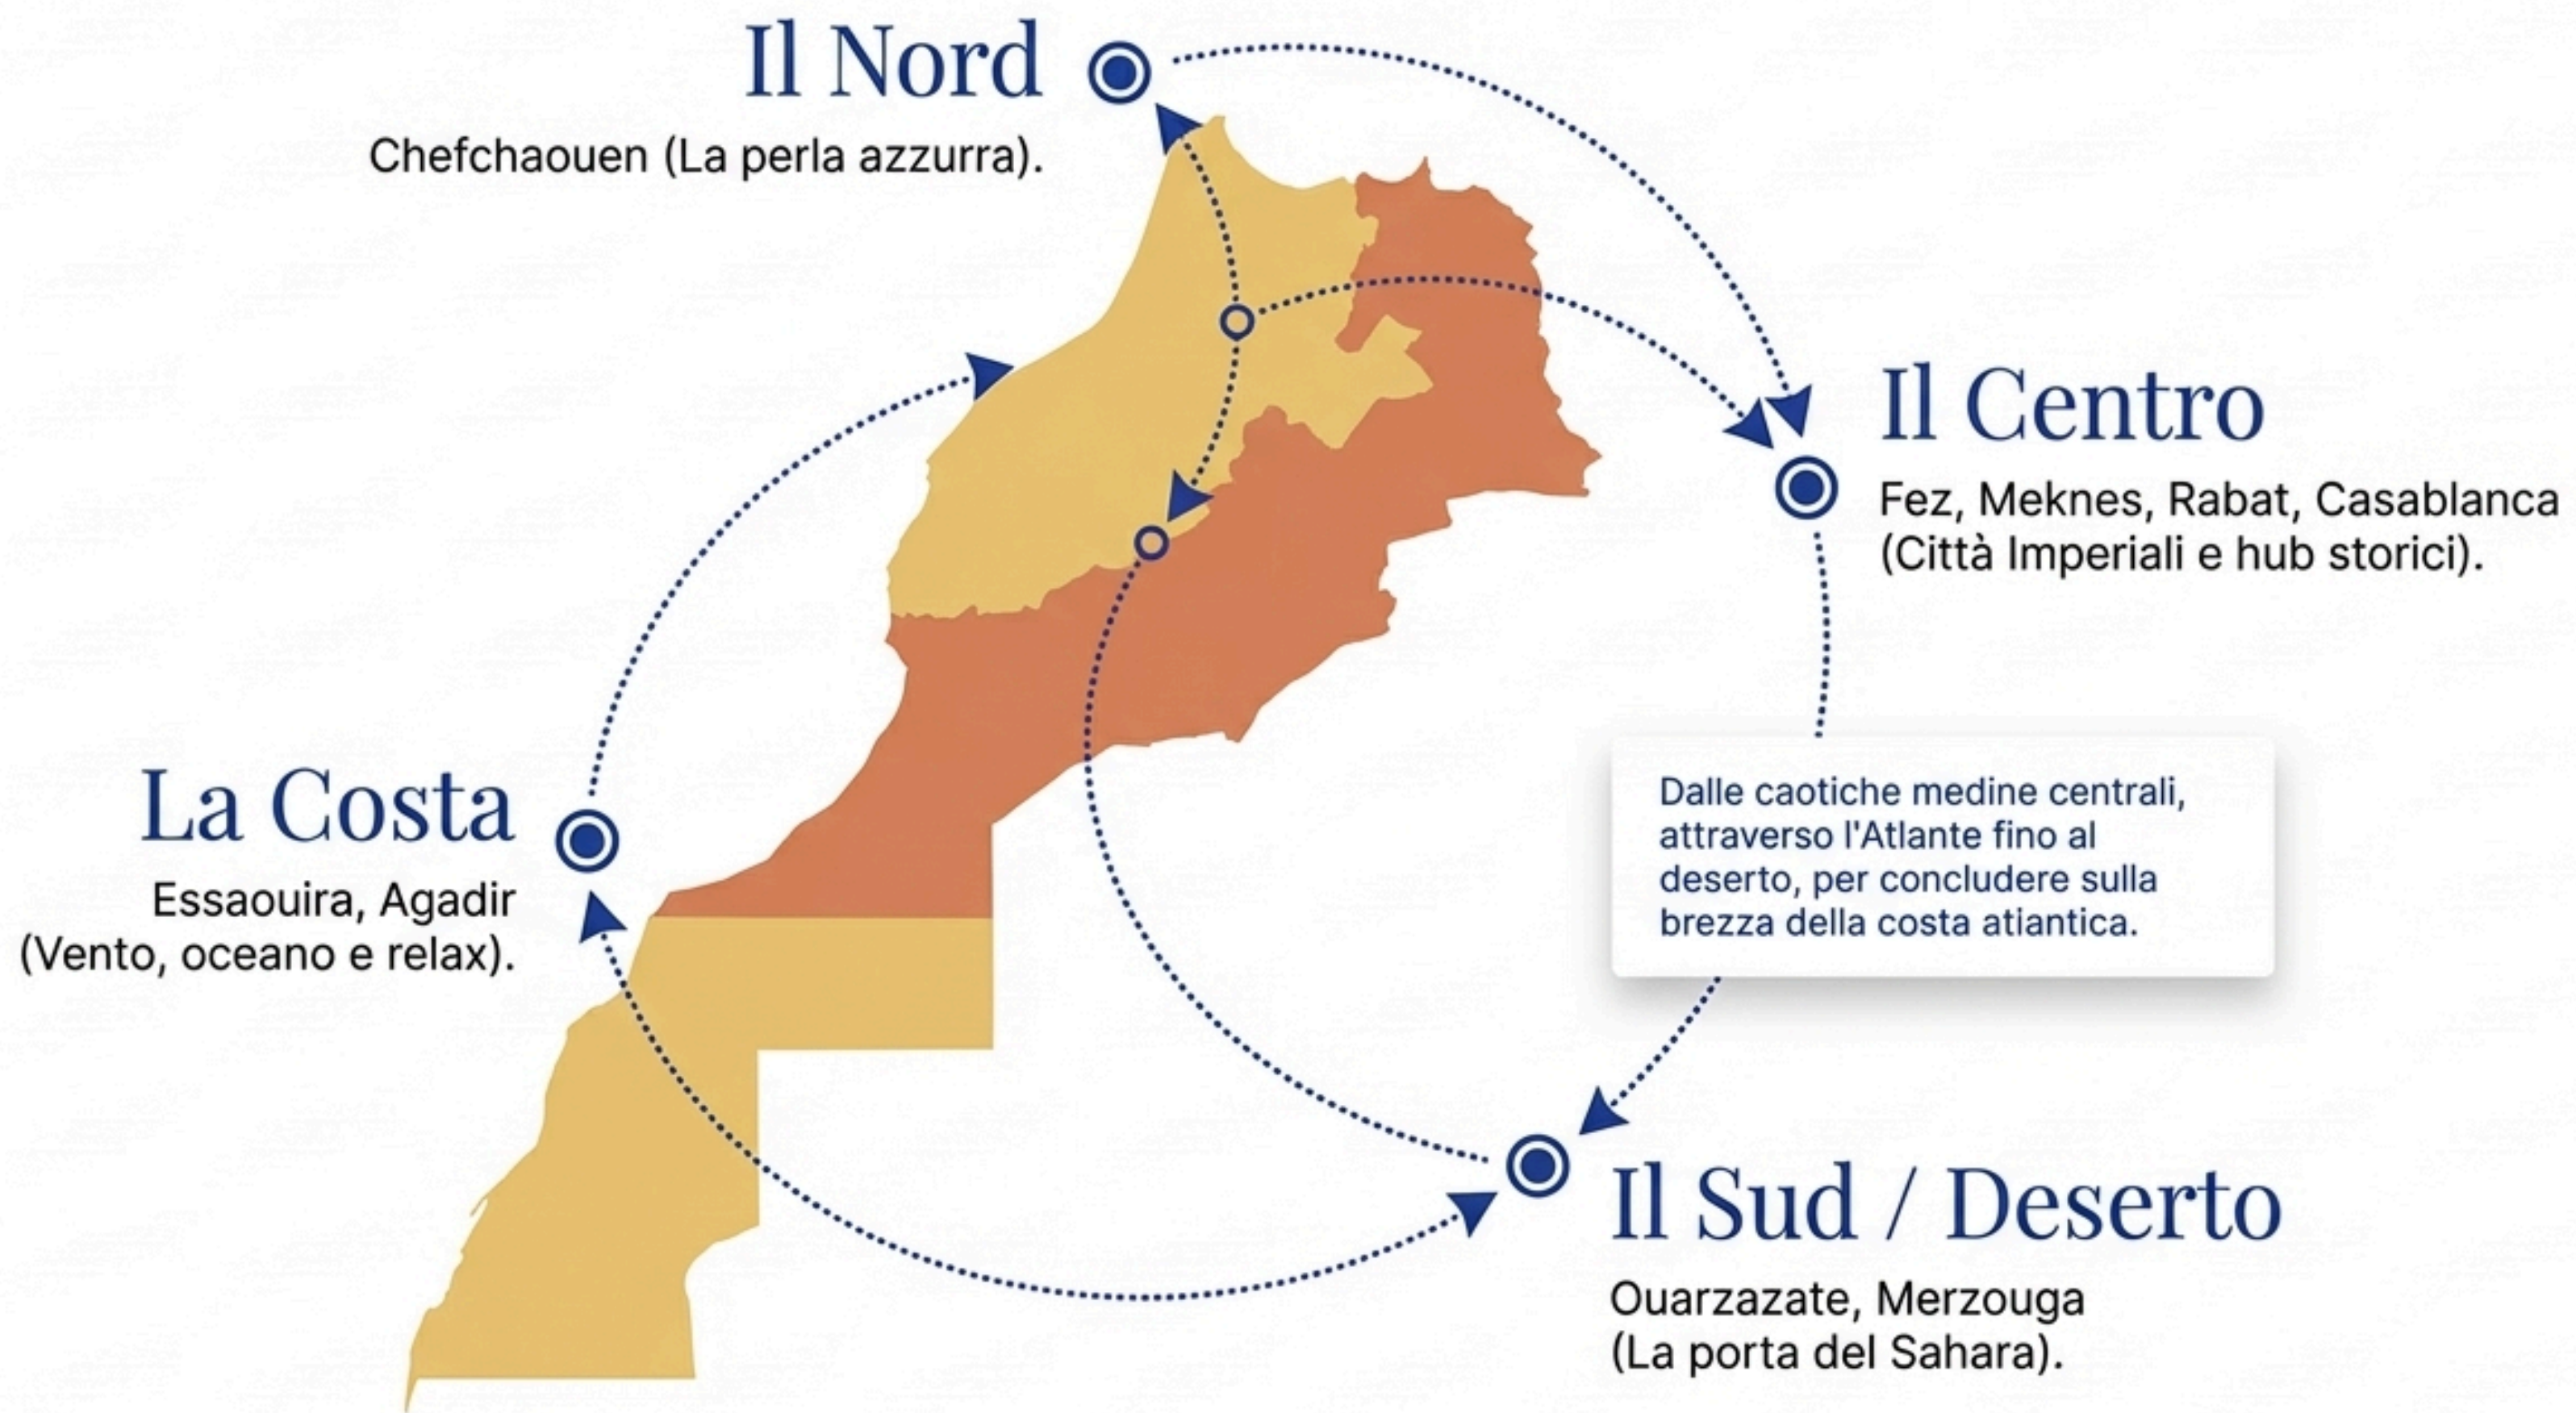 Il Nord
Chefchaouen (La perla azzurra).
Il Centro
Fez, Meknes, Rabat, Casablanca
(Città Imperiali e hub storici).
La Costa
Essaouira, Agadir
(Vento, oceano e relax).
Dalle caotiche medine centrali,
attraverso l'Atlante fino al
deserto, per concludere sulla
brezza della costa atlantica.
Il Sud / Deserto
Ouarzazate, Merzouga
(La porta del Sahara).